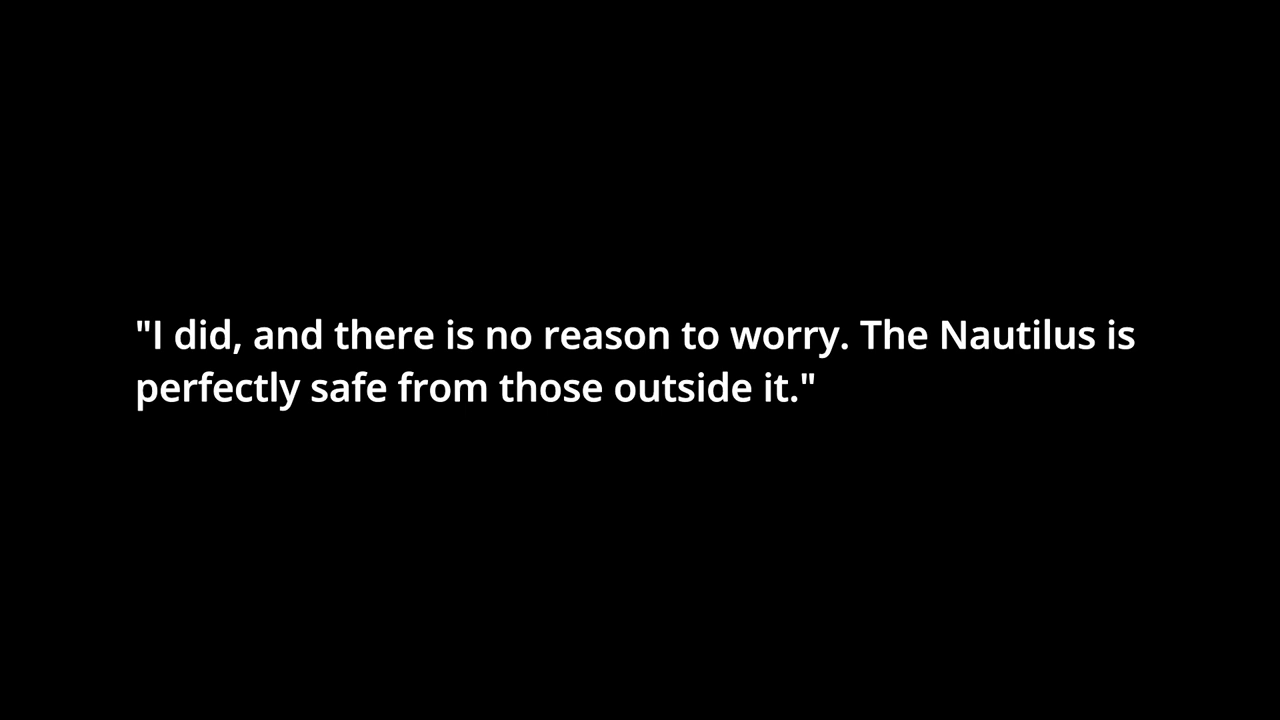 "I did, and there is no reason to worry. The Nautilus is
perfectly safe from those outside it."